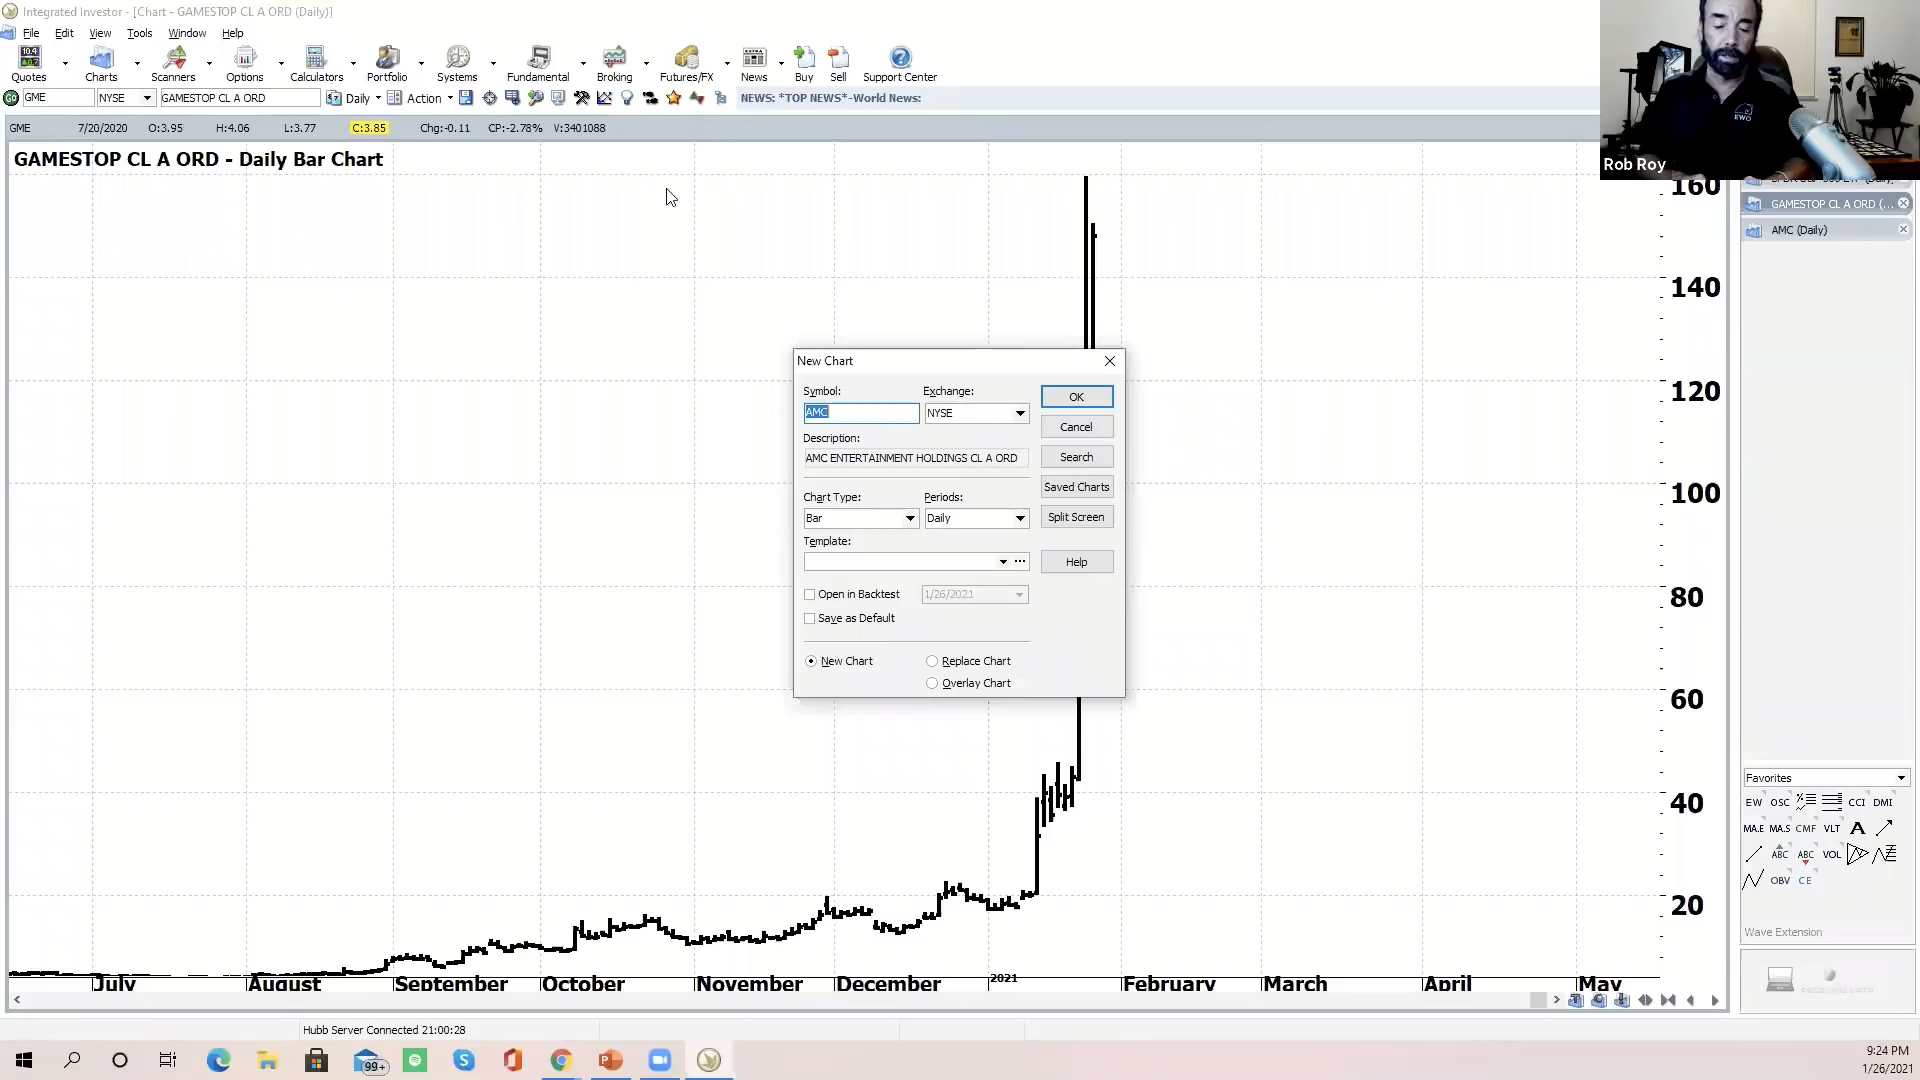 Integrated Investor - [Chart - GAMESTOP CL A ORD (Daily)]
File Edit View Tools Window Help
Quotes Charts Scanners Options Calculators Portfolio Systems Fundamental Broking Futures/FX News Buy Sell Support Center
GME NYSE GAMESTOP CL A ORD Daily Action NEWS: *TOP NEWS*-World News:
GME 7/20/2020 O:3.95 H:4.06 L:3.77 C:3.85 Chg:-0.11 CP:-2.78% V:3401088
EWO
Rob Roy
GAMESTOP CL A ORD - Daily Bar Chart
GAMESTOP CL A ORD (...
AMC (Daily)
160
140
120
100
80
60
40
20
New Chart
Symbol: Exchange:
AMC NYSE
OK
Cancel
Description:
AMC ENTERTAINMENT HOLDINGS CL A ORD
Search
Saved Charts
Chart Type: Periods:
Bar Daily
Split Screen
Template:
Help
Open in Backtest 1/26/2021
Save as Default
New Chart Replace Chart
Overlay Chart
Favorites
EW OSC CCI DMI
MA.E MA.S CMF VLT A
ABC ABC VOL
OBV CE
Wave Extension
July August September October November December 2021 February March April May
Hubb Server Connected 21:00:28
99+
9:24 PM
1/26/2021